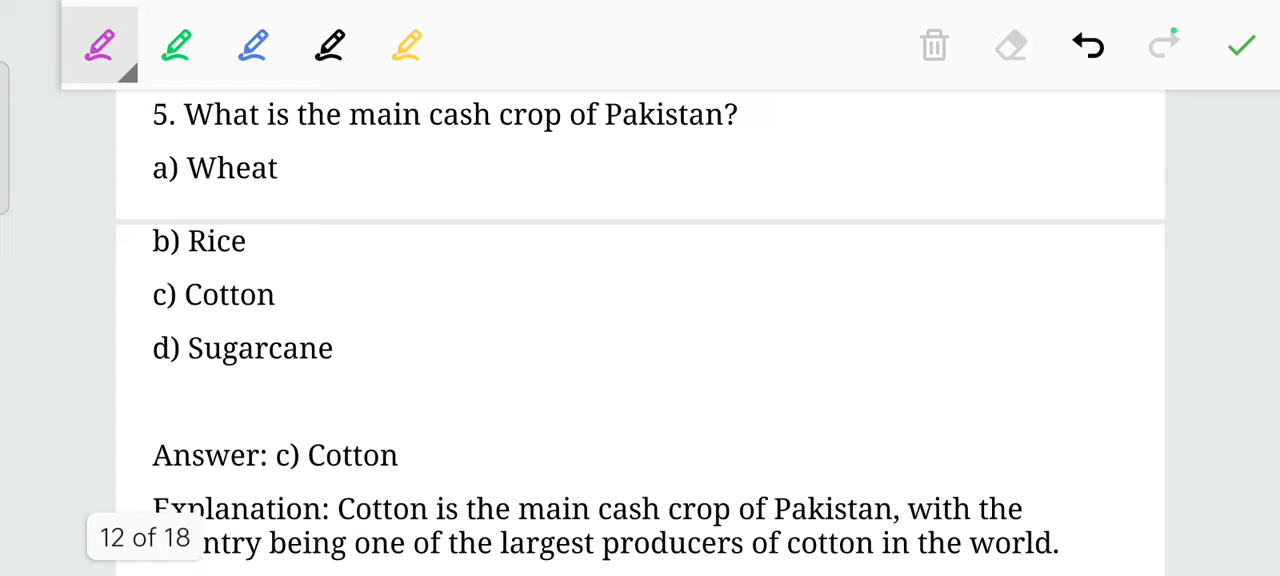 5. What is the main cash crop of Pakistan?
a) Wheat
b) Rice
c) Cotton
d) Sugarcane
Answer: c) Cotton
Explanation: Cotton is the main cash crop of Pakistan, with the
12 of 18
ntry being one of the largest producers of cotton in the world.